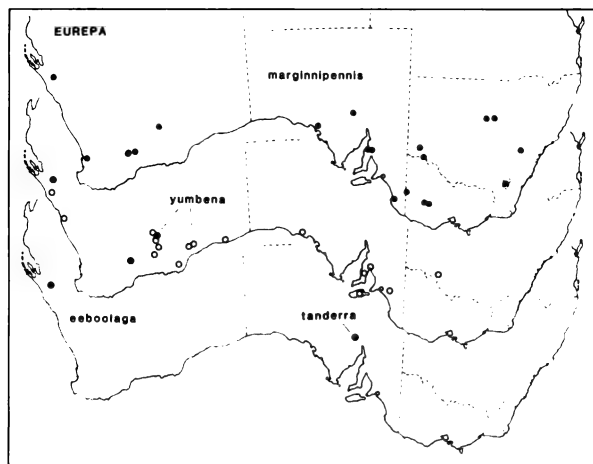 EUREPA
marginnipennis
yumbena
eeboolaga
tanderra